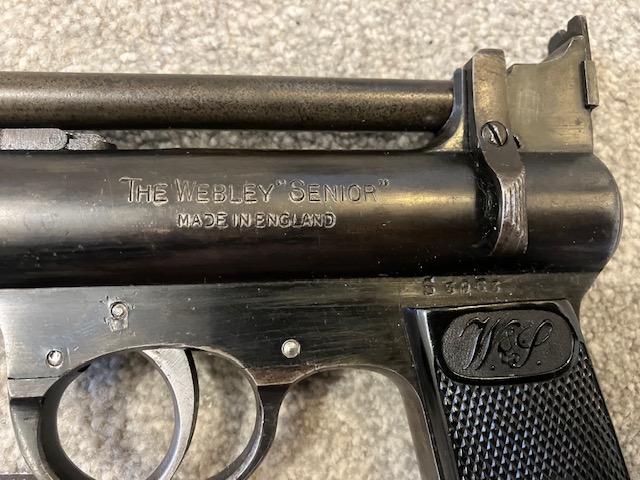 THE WEBLEY "SENIOR"
MADE IN ENGLAND
W&S.